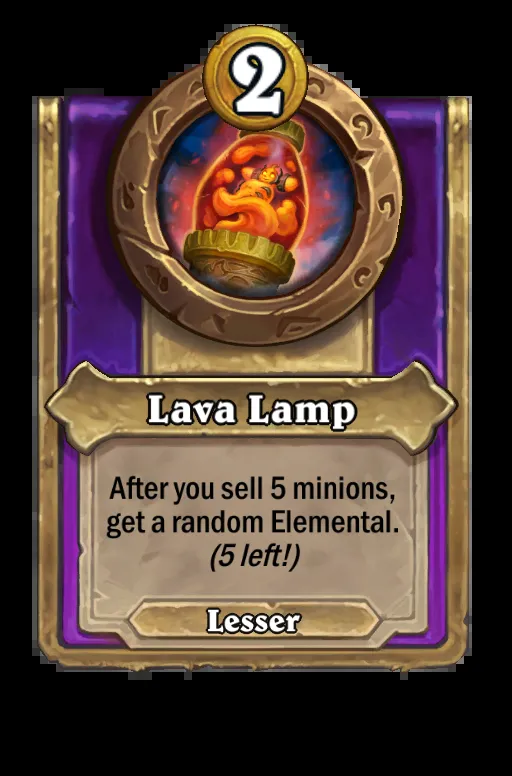 2
Lava Lamp
After you sell 5 minions,
get a random Elemental.
(5 left!)
Lesser